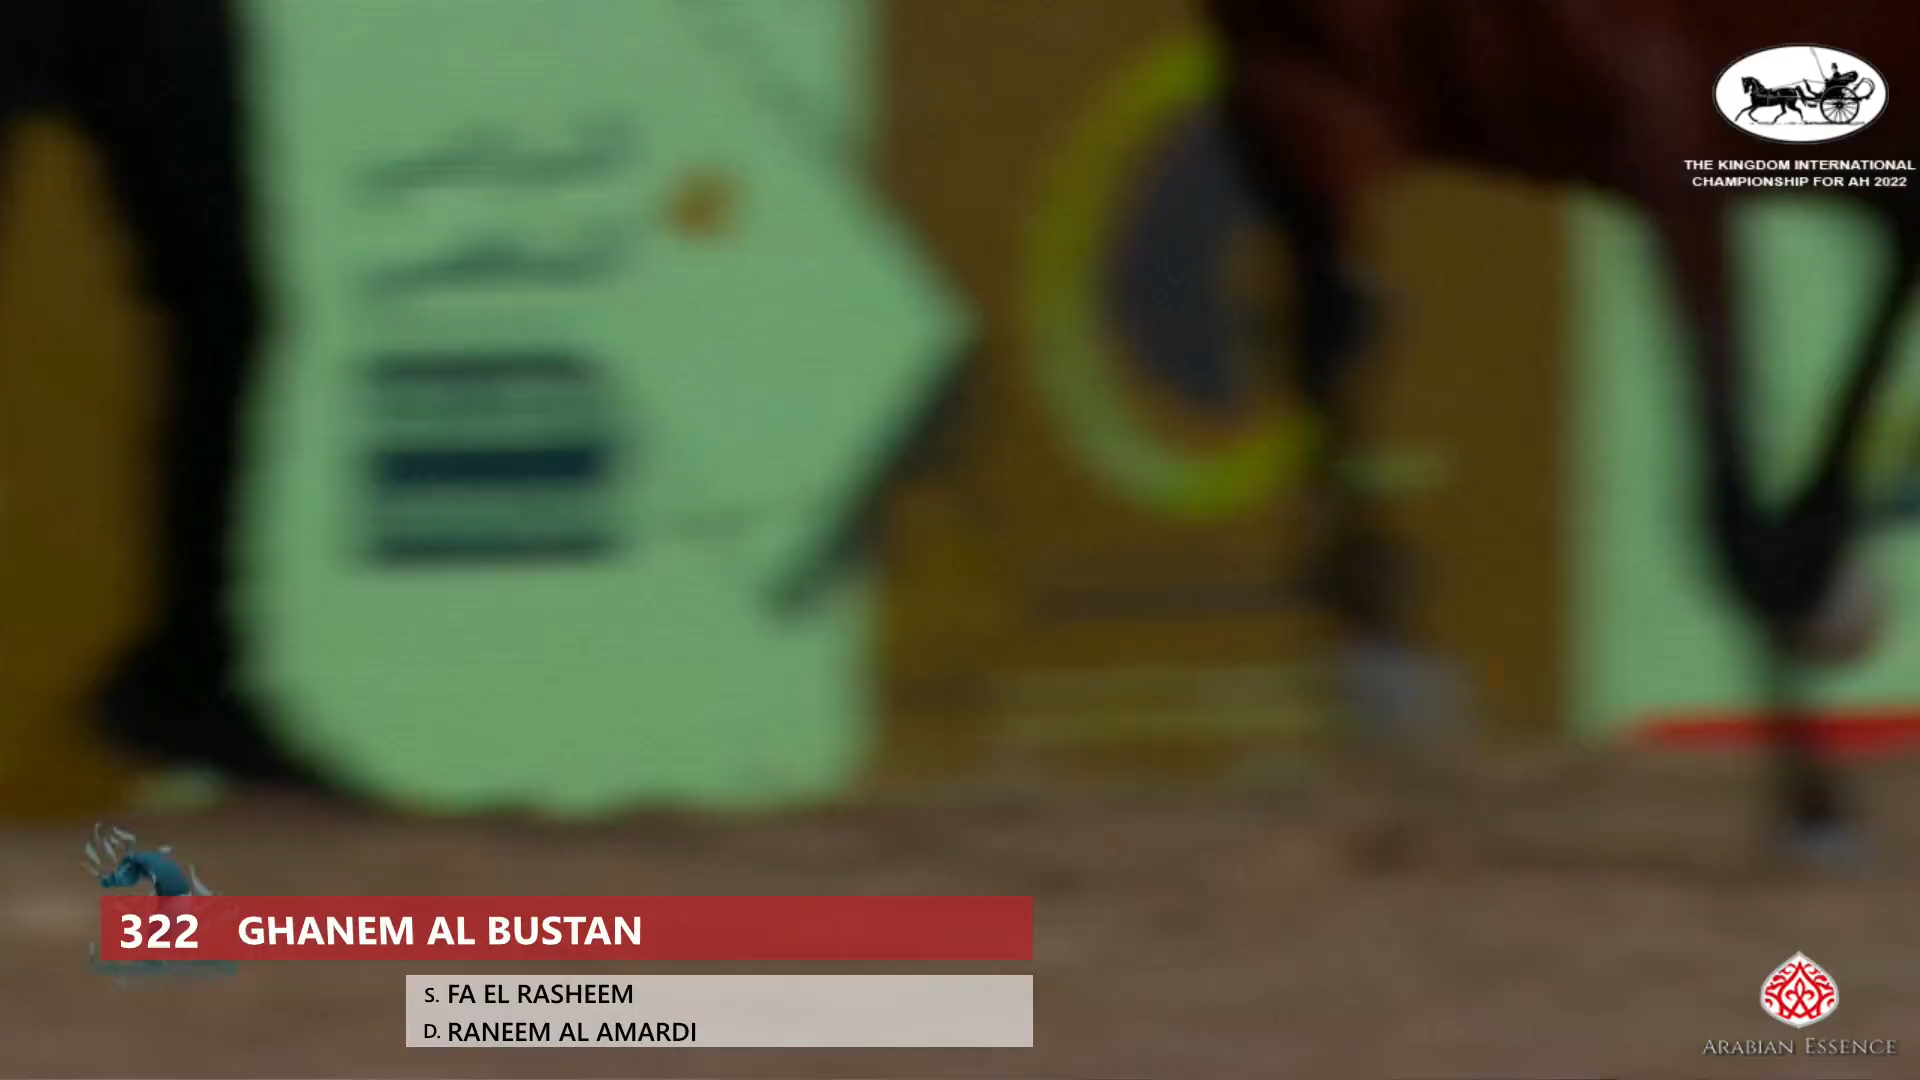 THE KINGDOM INTERNATIONAL
CHAMPIONSHIP FOR AH 2022
322 GHANEM AL BUSTAN
S. FA EL RASHEEM
D. RANEEM AL AMARDI
ARABIAN ESSENCE